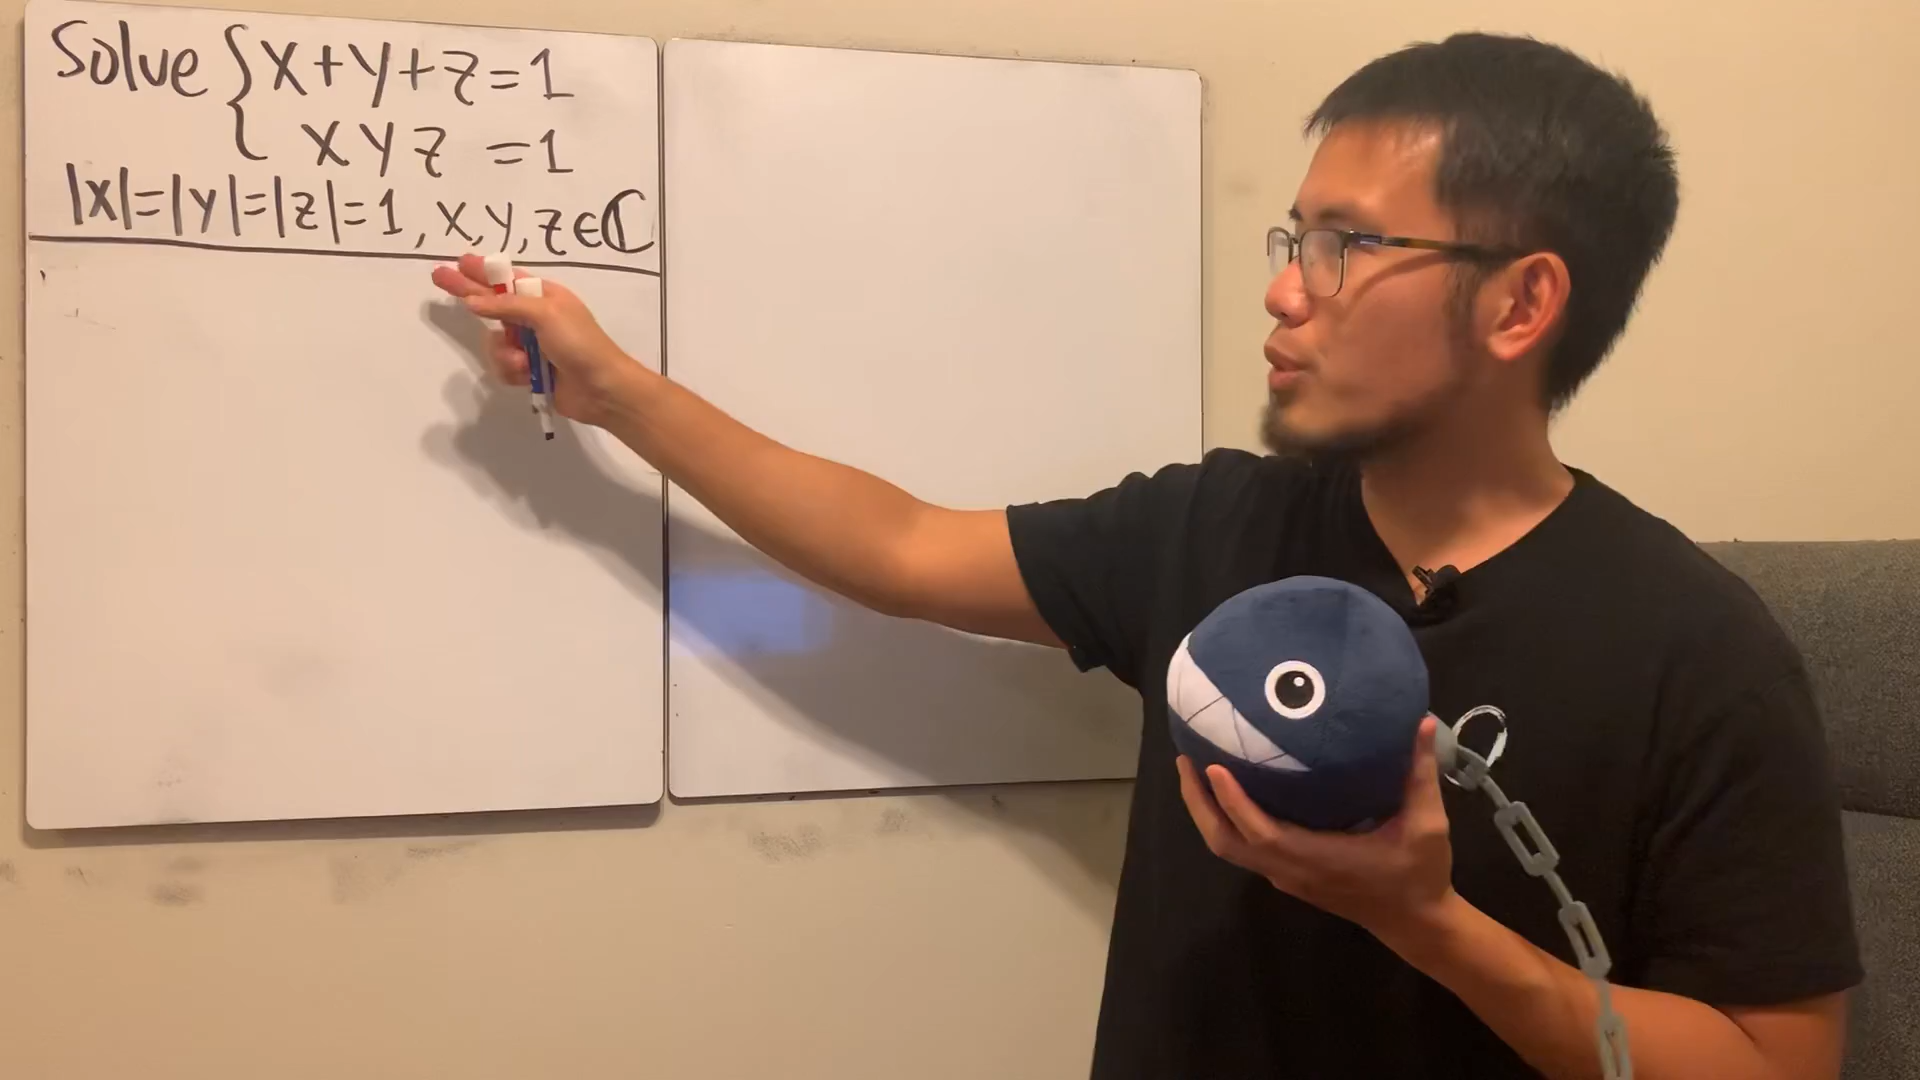 Solve { x+y+z=1
xyz =1
|x|=|y|=|z|=1, x,y,z∈ℂ